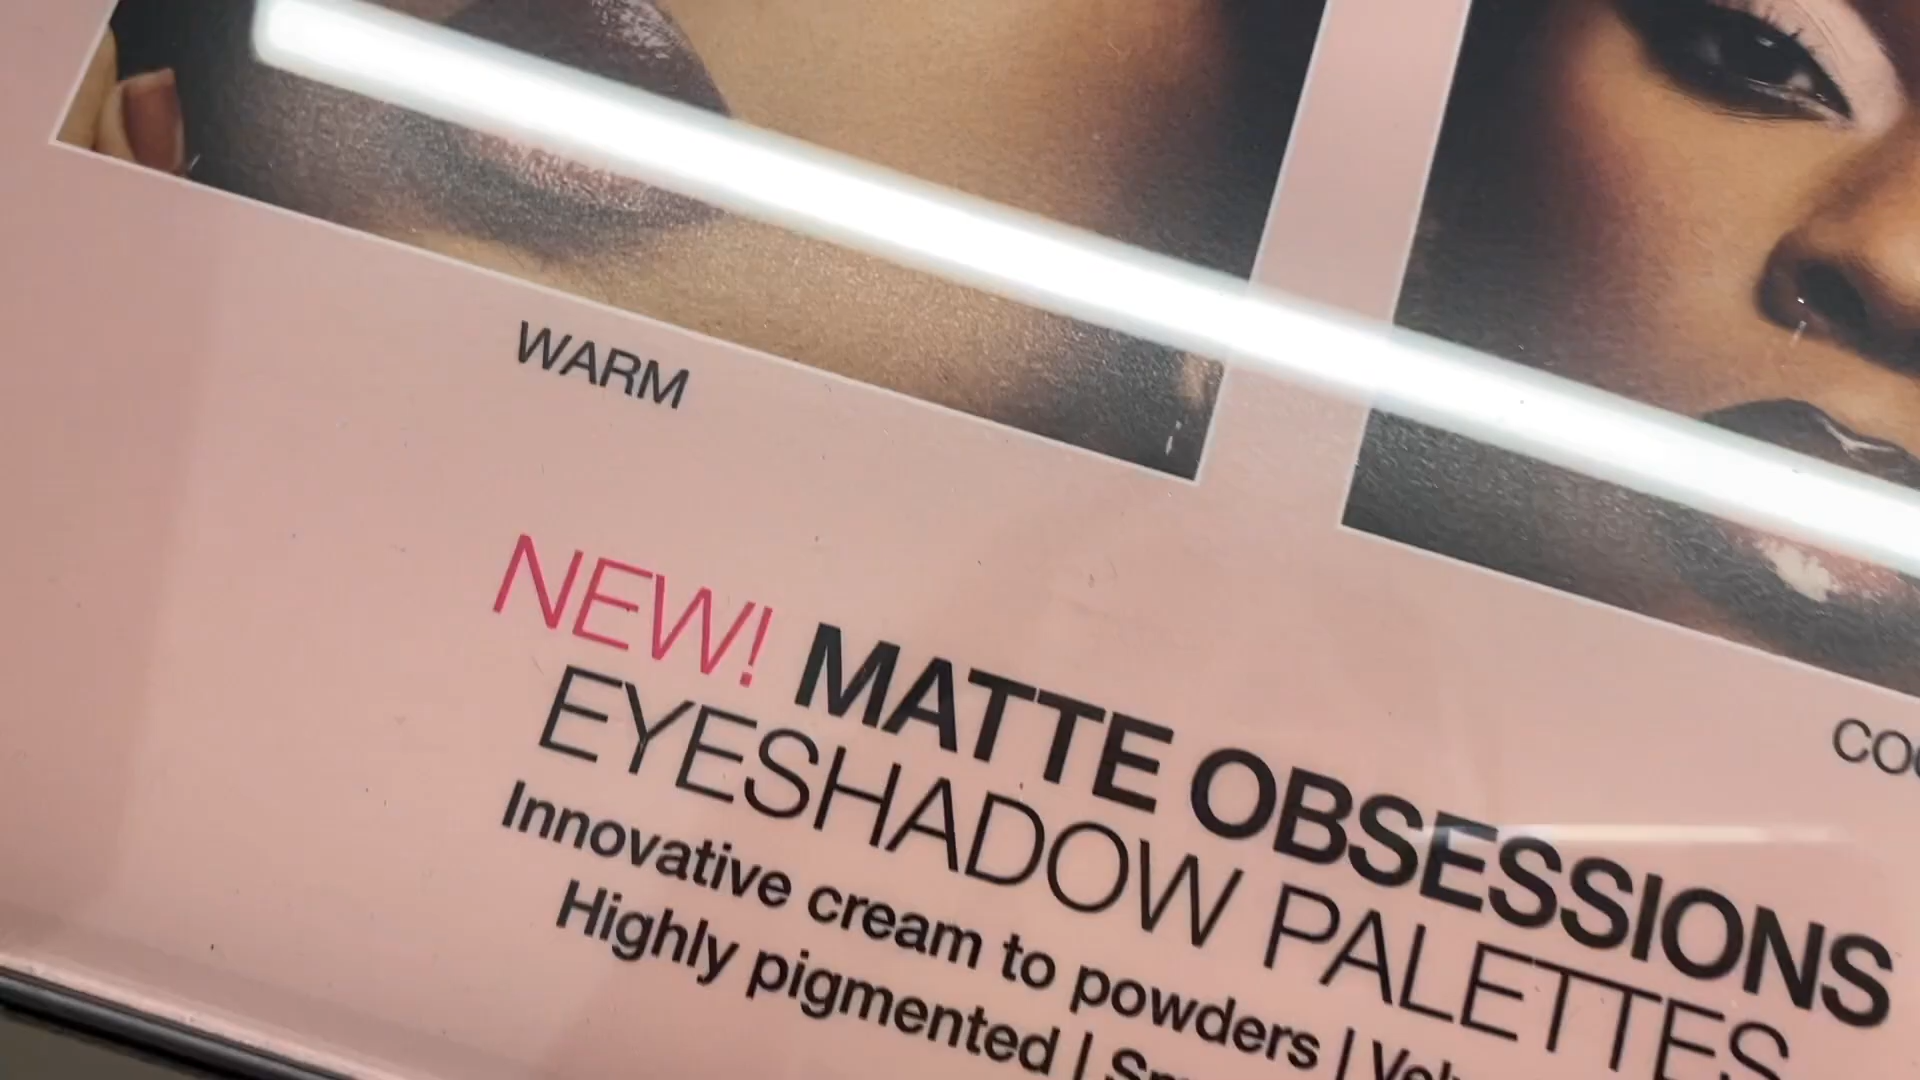 WARM
NEW! MATTE OBSESSIONS
EYESHADOW PALETTES
Innovative cream to powders |
Highly pigmented |